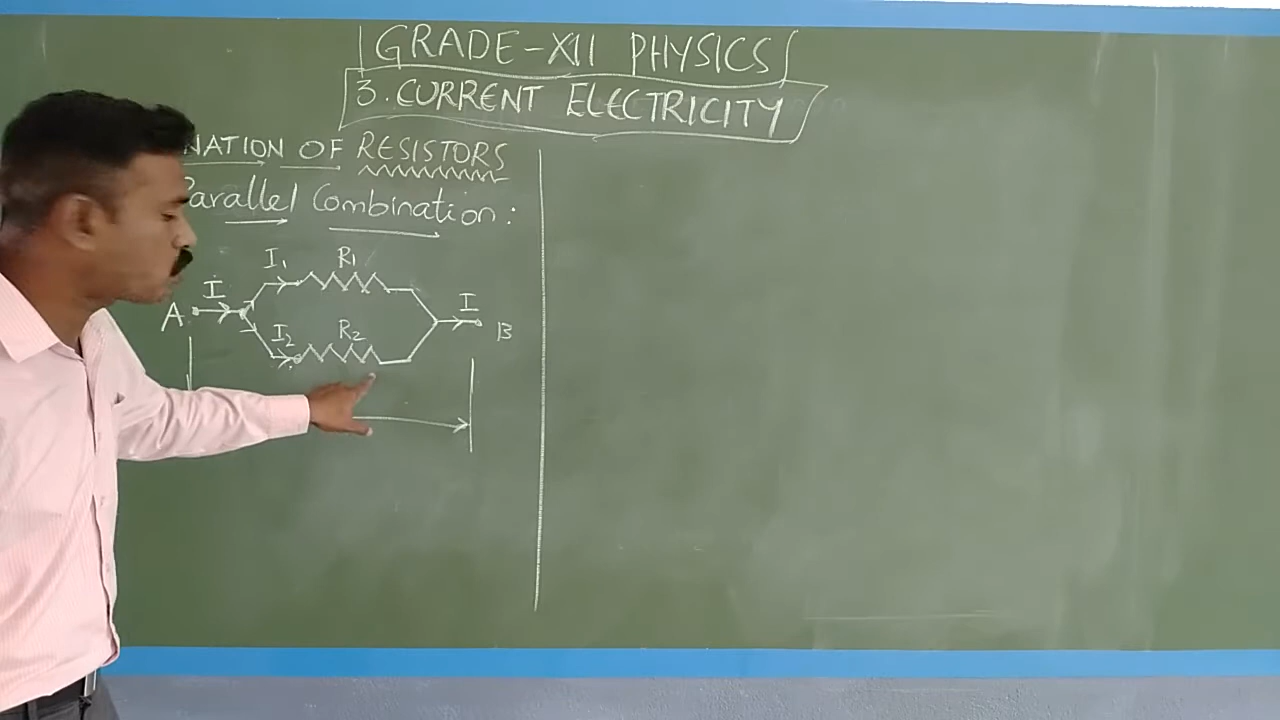 GRADE-XII PHYSICS
3. CURRENT ELECTRICITY
NATION OF RESISTORS
Parallel Combination:
I₁ R₁
A I I B
I₂ R₂